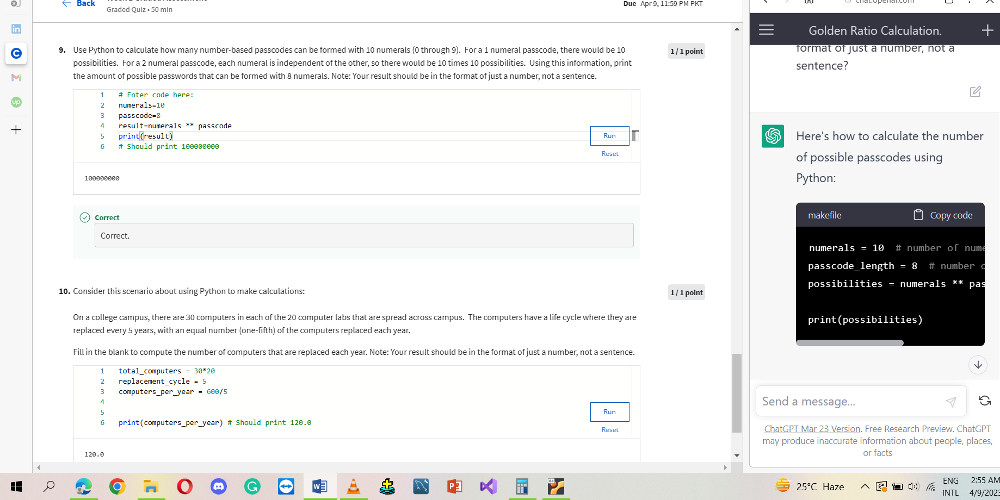 Back
Graded Quiz • 50 min
Due Apr 9, 11:59 PM PKT
9. Use Python to calculate how many number-based passcodes can be formed with 10 numerals (0 through 9). For a 1 numeral passcode, there would be 10
possibilities. For a 2 numeral passcode, each numeral is independent of the other, so there would be 10 times 10 possibilities. Using this information, print
the amount of possible passwords that can be formed with 8 numerals. Note: Your result should be in the format of just a number, not a sentence.
1 / 1 point
1 # Enter code here:
2 numerals=10
3 passcode=8
4 result=numerals ** passcode
5 print(result)
6 # Should print 100000000
Run
Reset
100000000
Correct
Correct.
10. Consider this scenario about using Python to make calculations:
1 / 1 point
On a college campus, there are 30 computers in each of the 20 computer labs that are spread across campus. The computers have a life cycle where they are
replaced every 5 years, with an equal number (one-fifth) of the computers replaced each year.
Fill in the blank to compute the number of computers that are replaced each year. Note: Your result should be in the format of just a number, not a sentence.
1 total_computers = 30*20
2 replacement_cycle = 5
3 computers_per_year = 600/5
4
5
6 print(computers_per_year) # Should print 120.0
Run
Reset
120.0
chat.openai.com
Golden Ratio Calculation.
format of just a number, not a
sentence?
Here's how to calculate the number
of possible passcodes using
Python:
makefile Copy code
numerals = 10 # number of nume
passcode_length = 8 # number
possibilities = numerals ** pas
print(possibilities)
Send a message...
ChatGPT Mar 23 Version. Free Research Preview. ChatGPT
may produce inaccurate information about people, places,
or facts
in
up
64
25°C Haze
ENG
INTL
2:55 AM
4/9/2023